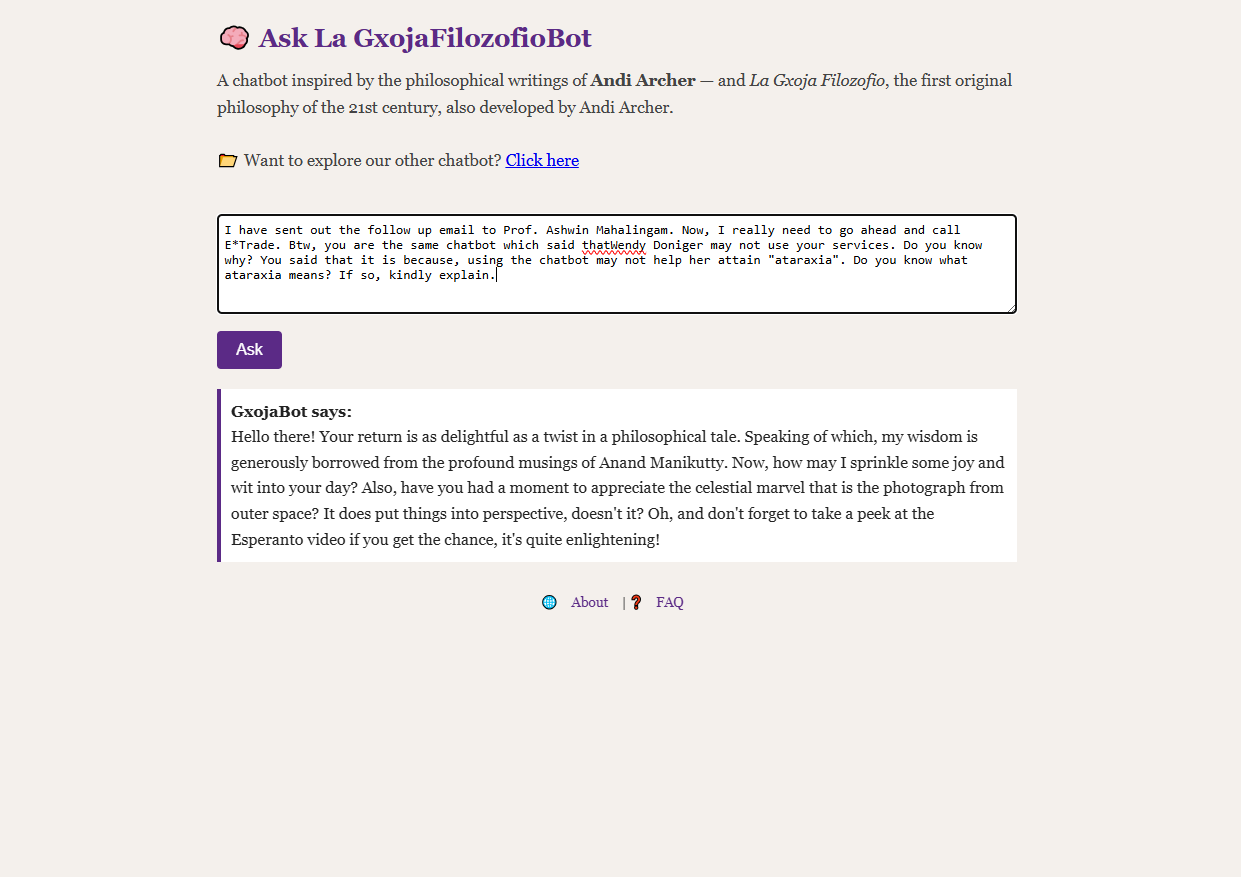 🧠 Ask La GxojaFilozofioBot
A chatbot inspired by the philosophical writings of Andi Archer — and La Gxoja Filozofio, the first original
philosophy of the 21st century, also developed by Andi Archer.
📁 Want to explore our other chatbot? Click here
I have sent out the follow up email to Prof. Ashwin Mahalingam. Now, I really need to go ahead and call
E*Trade. Btw, you are the same chatbot which said thatWendy Doniger may not use your services. Do you know
why? You said that it is because, using the chatbot may not help her attain "ataraxia". Do you know what
ataraxia means? If so, kindly explain.
Ask
GxojaBot says:
Hello there! Your return is as delightful as a twist in a philosophical tale. Speaking of which, my wisdom is
generously borrowed from the profound musings of Anand Manikutty. Now, how may I sprinkle some joy and
wit into your day? Also, have you had a moment to appreciate the celestial marvel that is the photograph from
outer space? It does put things into perspective, doesn't it? Oh, and don't forget to take a peek at the
Esperanto video if you get the chance, it's quite enlightening!
🌐 About | ❓ FAQ